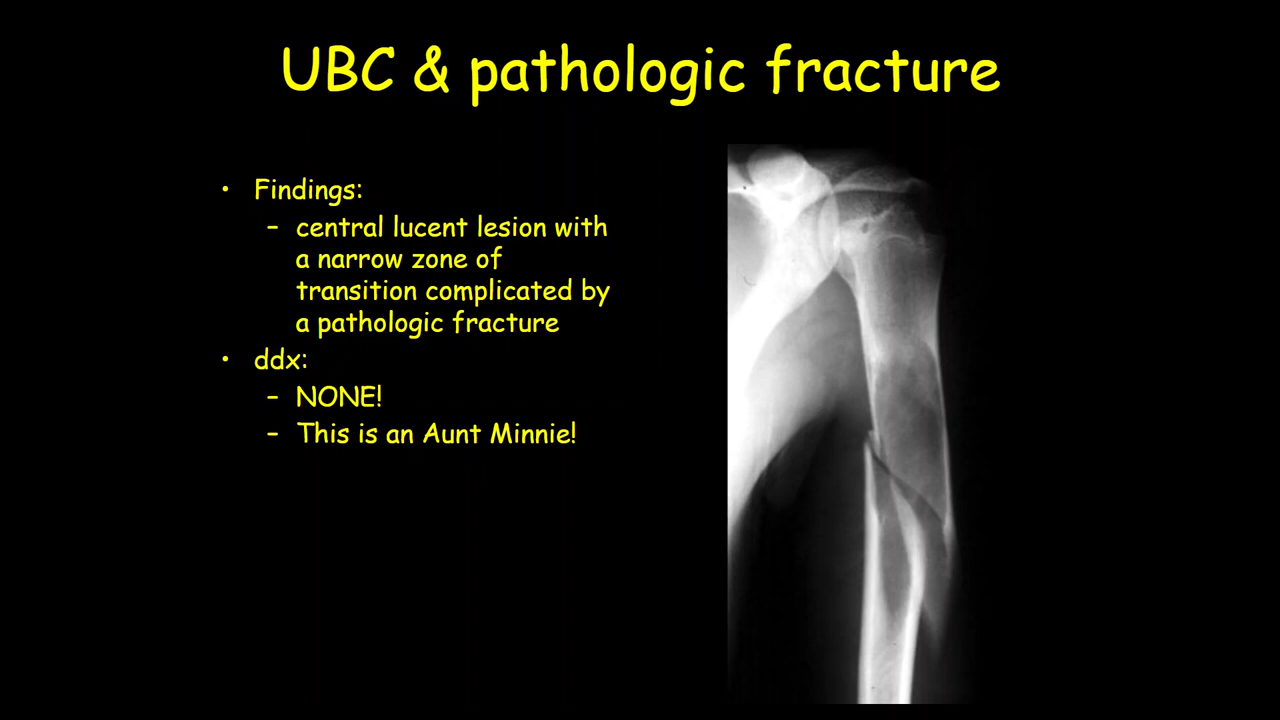 UBC & pathologic fracture
• Findings:
– central lucent lesion with
a narrow zone of
transition complicated by
a pathologic fracture
• ddx:
– NONE!
– This is an Aunt Minnie!